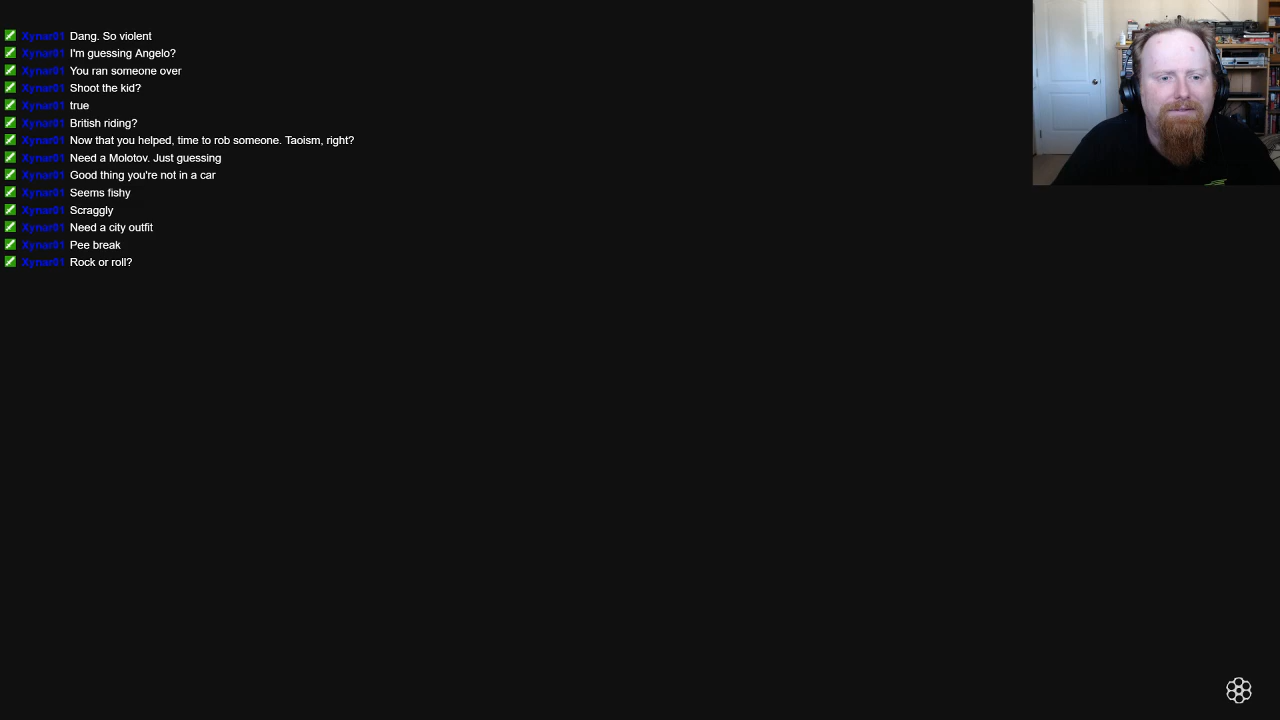 Xynar01 Dang. So violent
Xynar01 I'm guessing Angelo?
Xynar01 You ran someone over
Xynar01 Shoot the kid?
Xynar01 true
Xynar01 British riding?
Xynar01 Now that you helped, time to rob someone. Taoism, right?
Xynar01 Need a Molotov. Just guessing
Xynar01 Good thing you're not in a car
Xynar01 Seems fishy
Xynar01 Scraggly
Xynar01 Need a city outfit
Xynar01 Pee break
Xynar01 Rock or roll?